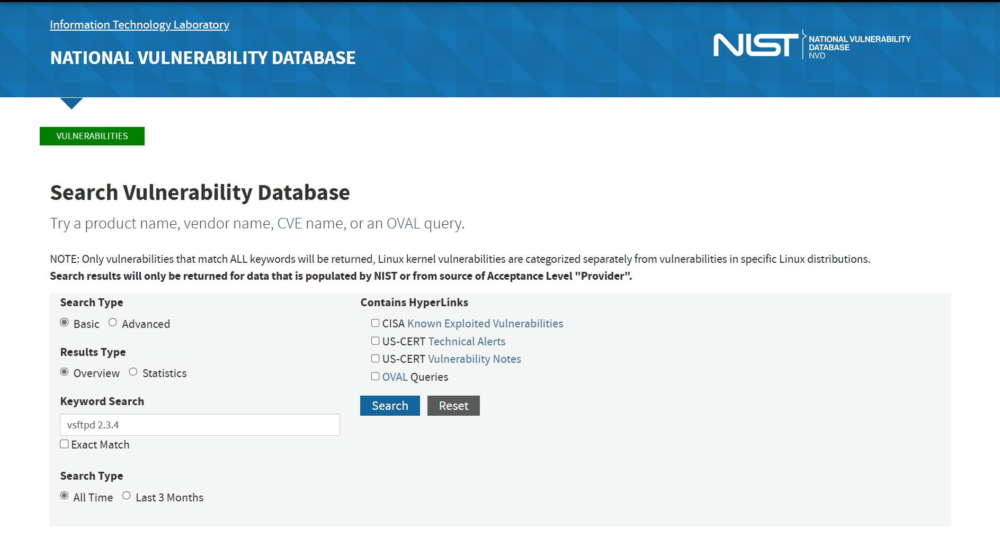 Information Technology Laboratory
NATIONAL VULNERABILITY DATABASE
NIST
NATIONAL VULNERABILITY
DATABASE
NVD
VULNERABILITIES
Search Vulnerability Database
Try a product name, vendor name, CVE name, or an OVAL query.
NOTE: Only vulnerabilities that match ALL keywords will be returned, Linux kernel vulnerabilities are categorized separately from vulnerabilities in specific Linux distributions.
Search results will only be returned for data that is populated by NIST or from source of Acceptance Level "Provider".
Search Type
Basic Advanced
Results Type
Overview Statistics
Keyword Search
vsftpd 2.3.4
Exact Match
Search Type
All Time Last 3 Months
Contains HyperLinks
CISA Known Exploited Vulnerabilities
US-CERT Technical Alerts
US-CERT Vulnerability Notes
OVAL Queries
Search Reset